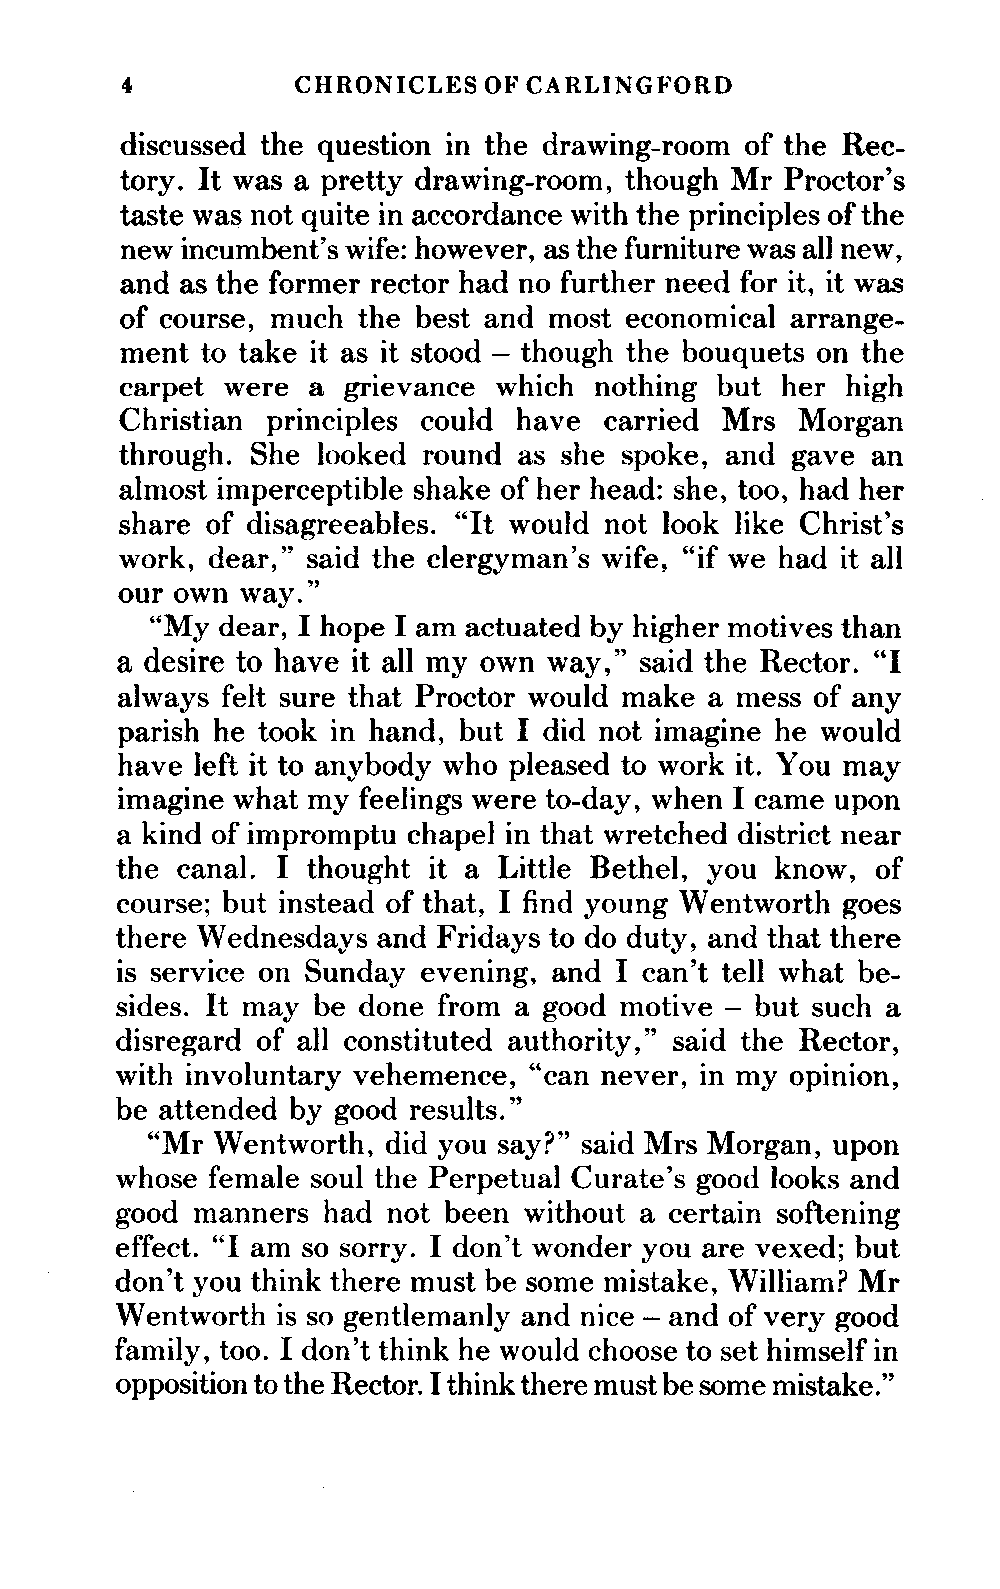 4 CHRONICLES OF CARLINGFORD
discussed the question in the drawing-room of the Rec-
tory. It was a pretty drawing-room, though Mr Proctor's
taste was not quite in accordance with the principles of the
new incumbent's wife: however, as the furniture was all new,
and as the former rector had no further need for it, it was
of course, much the best and most economical arrange-
ment to take it as it stood – though the bouquets on the
carpet were a grievance which nothing but her high
Christian principles could have carried Mrs Morgan
through. She looked round as she spoke, and gave an
almost imperceptible shake of her head: she, too, had her
share of disagreeables. “It would not look like Christ's
work, dear,” said the clergyman's wife, “if we had it all
our own way.”
“My dear, I hope I am actuated by higher motives than
a desire to have it all my own way,” said the Rector. “I
always felt sure that Proctor would make a mess of any
parish he took in hand, but I did not imagine he would
have left it to anybody who pleased to work it. You may
imagine what my feelings were to-day, when I came upon
a kind of impromptu chapel in that wretched district near
the canal. I thought it a Little Bethel, you know, of
course; but instead of that, I find young Wentworth goes
there Wednesdays and Fridays to do duty, and that there
is service on Sunday evening, and I can't tell what be-
sides. It may be done from a good motive – but such a
disregard of all constituted authority,” said the Rector,
with involuntary vehemence, “can never, in my opinion,
be attended by good results.”
“Mr Wentworth, did you say?” said Mrs Morgan, upon
whose female soul the Perpetual Curate's good looks and
good manners had not been without a certain softening
effect. “I am so sorry. I don't wonder you are vexed; but
don't you think there must be some mistake, William? Mr
Wentworth is so gentlemanly and nice – and of very good
family, too. I don't think he would choose to set himself in
opposition to the Rector. I think there must be some mistake.”